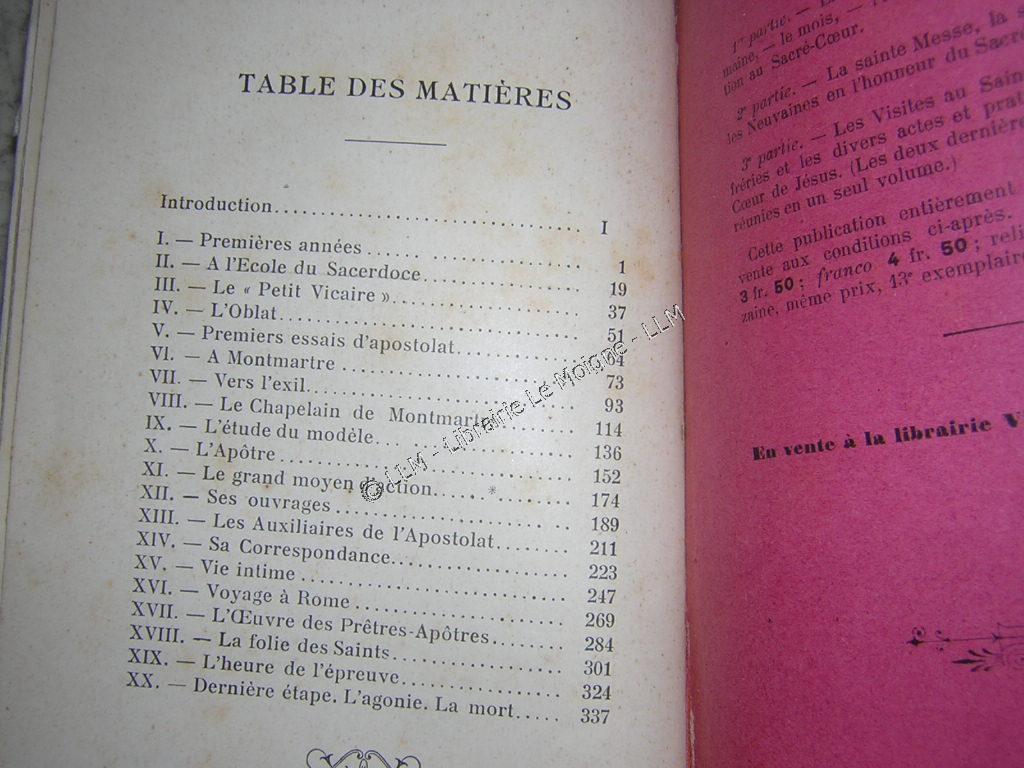 TABLE DES MATIÈRES
Introduction.......... I
I. — Premières années.......... 1
II. — A l'Ecole du Sacerdoce.......... 19
III. — Le « Petit Vicaire ».......... 37
IV. — L'Oblat.......... 51
V. — Premiers essais d'apostolat.......... 64
VI. — A Montmartre.......... 73
VII. — Vers l'exil.......... 93
VIII. — Le Chapelain de Montmartre 114
IX. — L'étude du modèle.......... 136
X. — L'Apôtre.......... 152
XI. — Le grand moyen d'action.......... 174
XII. — Ses ouvrages.......... 189
XIII. — Les Auxiliaires de l'Apostolat.......... 211
XIV. — Sa Correspondance.......... 223
XV. — Vie intime.......... 247
XVI. — Voyage à Rome.......... 269
XVII. — L'Œuvre des Prêtres-Apôtres.......... 284
XVIII. — La folie des Saints.......... 301
XIX. — L'heure de l'épreuve.......... 324
XX. — Dernière étape. L'agonie. La mort..... 337
© LLM - Librairie Le Moigne - LLM
1re partie. —
maine, — le mois, —
tion au Sacré-Cœur.
2e partie. — La sainte Messe, la
les Neuvaines en l'honneur du Sacré
3e partie. — Les Visites au Sain
fréries et les divers actes et prat
Cœur de Jésus. (Les deux dernière
réunies en un seul volume.)
Cette publication entièrement
vente aux conditions ci-après.
3 fr. 50 ; franco 4 fr. 50 ; reli
zaine, même prix, 13e exemplaire
En vente à la librairie V